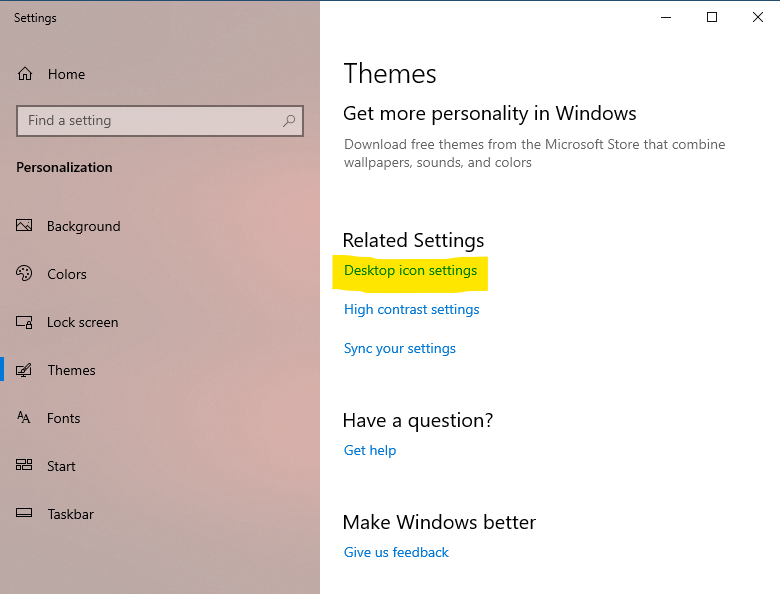 Settings
Home
Find a setting
Personalization
Background
Colors
Lock screen
Themes
Fonts
Start
Taskbar
Themes
Get more personality in Windows
Download free themes from the Microsoft Store that combine
wallpapers, sounds, and colors
Related Settings
Desktop icon settings
High contrast settings
Sync your settings
Have a question?
Get help
Make Windows better
Give us feedback